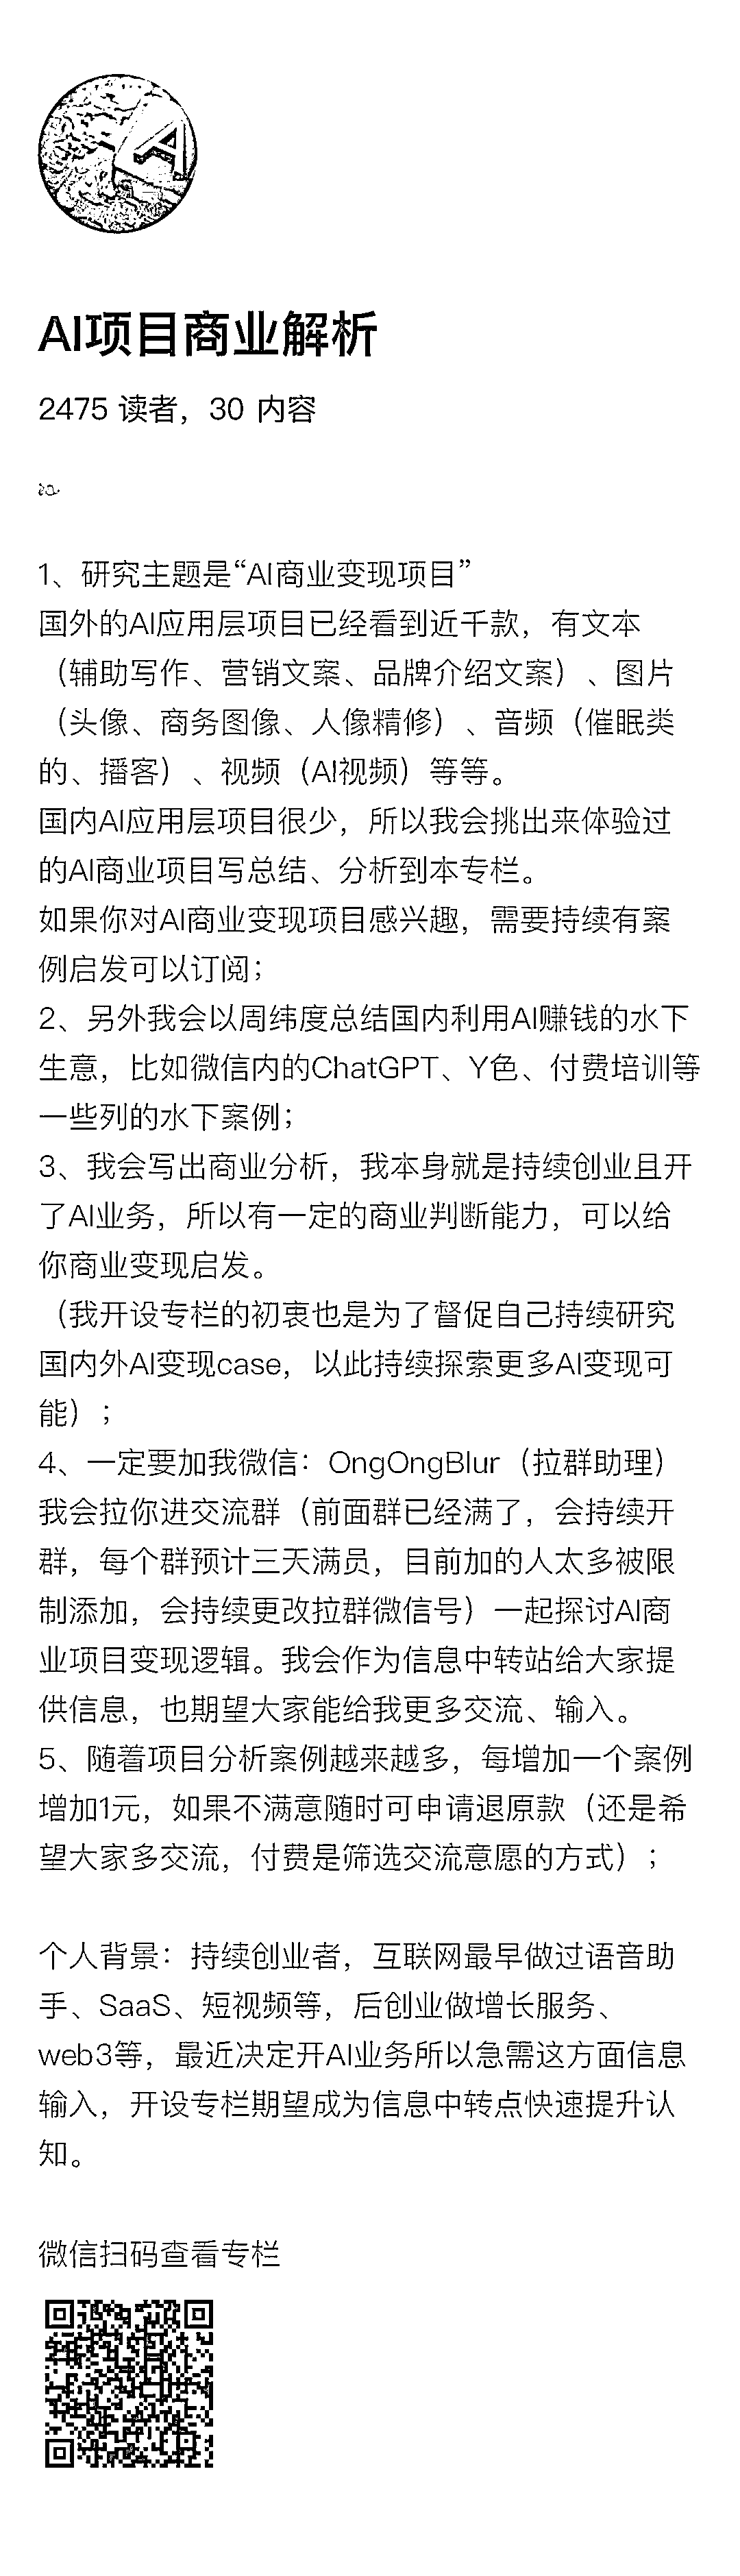 A
AI项目商业解析
2475 读者，30 内容
1、研究主题是“AI商业变现项目”
国外的AI应用层项目已经看到近千款，有文本
（辅助写作、营销文案、品牌介绍文案）、图片
（头像、商务图像、人像精修）、音频（催眠类
的、播客）、视频（AI视频）等等。
国内AI应用层项目很少，所以我会挑出来体验过
的AI商业项目写总结、分析到本专栏。
如果你对AI商业变现项目感兴趣，需要持续有案
例启发可以订阅；
2、另外我会以周纬度总结国内利用AI赚钱的水下
生意，比如微信内的ChatGPT、Y色、付费培训等
一些列的水下案例；
3、我会写出商业分析，我本身就是持续创业且开
了AI业务，所以有一定的商业判断能力，可以给
你商业变现启发。
（我开设专栏的初衷也是为了督促自己持续研究
国内外AI变现case，以此持续探索更多AI变现可
能）；
4、一定要加我微信：OngOngBlur（拉群助理）
我会拉你进交流群（前面群已经满了，会持续开
群，每个群预计三天满员，目前加的人太多被限
制添加，会持续更改拉群微信号）一起探讨AI商
业项目变现逻辑。我会作为信息中转站给大家提
供信息，也期望大家能给我更多交流、输入。
5、随着项目分析案例越来越多，每增加一个案例
增加1元，如果不满意随时可申请退原款（还是希
望大家多交流，付费是筛选交流意愿的方式）；
个人背景：持续创业者，互联网最早做过语音助
手、SaaS、短视频等，后创业做增长服务、
web3等，最近决定开AI业务所以急需这方面信息
输入，开设专栏期望成为信息中转点快速提升认
知。
微信扫码查看专栏